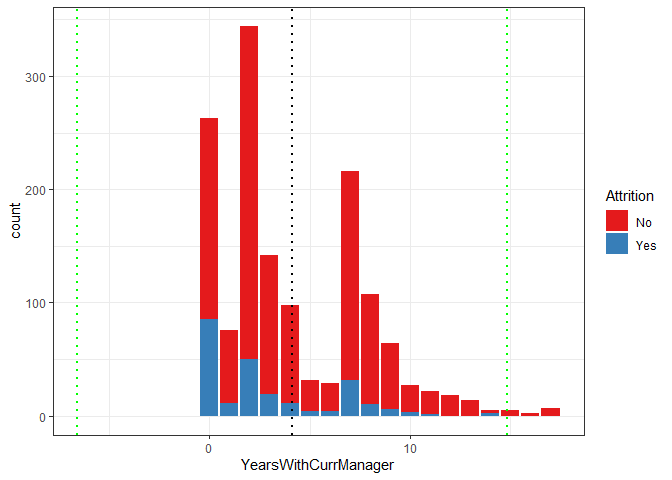 300
200
100
0
count
0 10
YearsWithCurrManager
Attrition
No
Yes